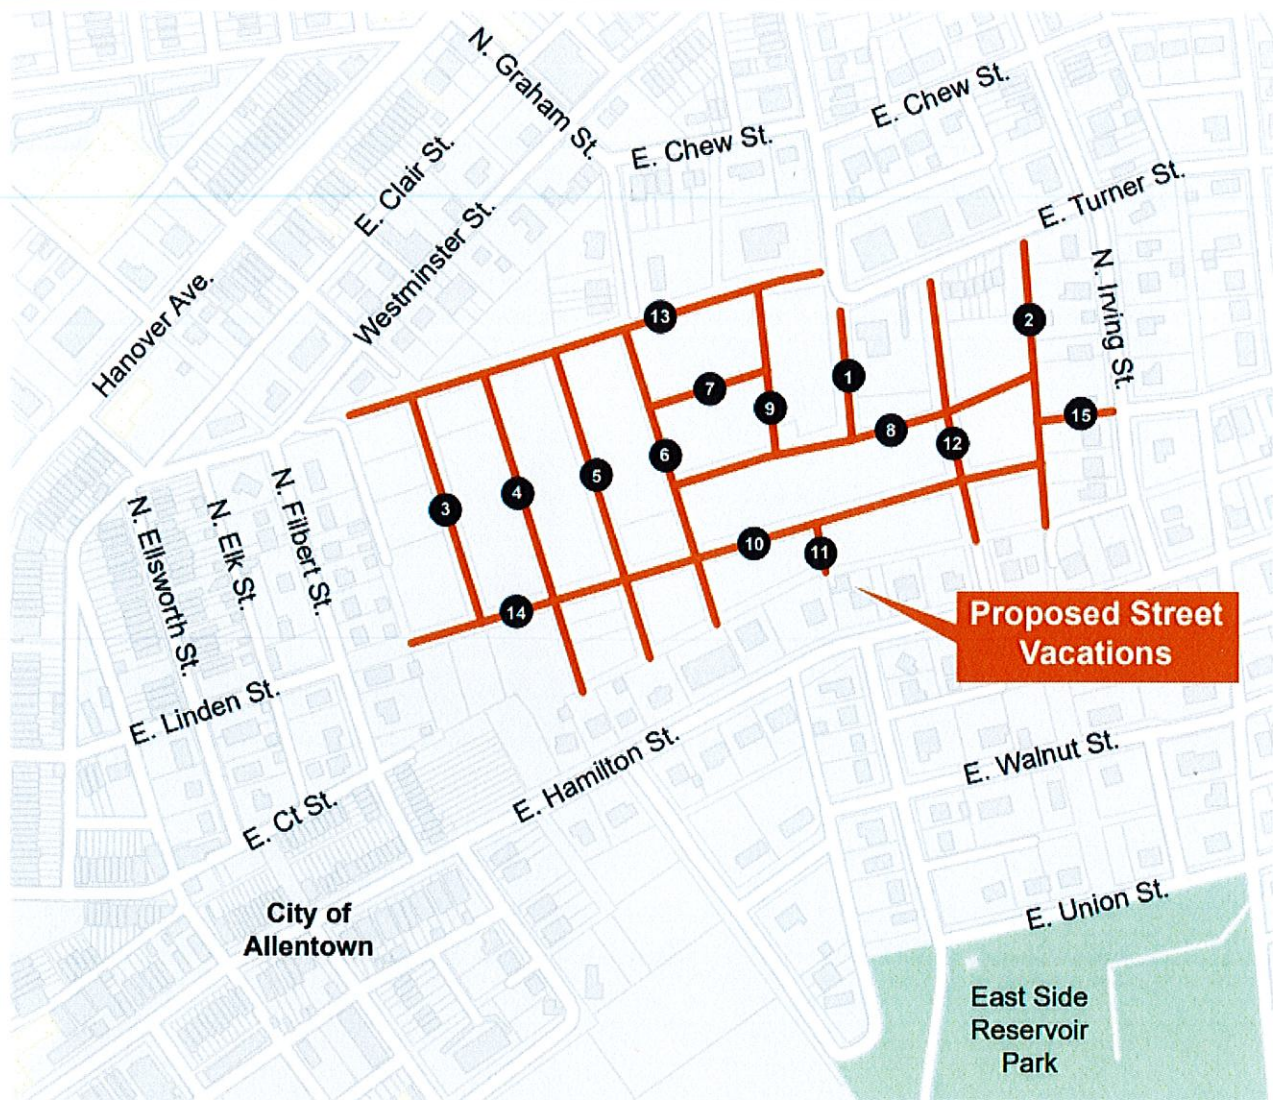 N. Graham St.
E. Chew St.
E. Chew St.
E. Clair St.
Westminster St.
E. Turner St.
Hanover Ave.
N. Irving St.
13
2
7
1
9
15
8
12
6
5
4
3
10
11
14
N. Ellsworth St.
N. Elk St.
N. Filbert St.
Proposed Street
Vacations
E. Linden St.
E. Hamilton St.
E. Walnut St.
E. Ct St.
E. Union St.
City of
Allentown
East Side
Reservoir
Park